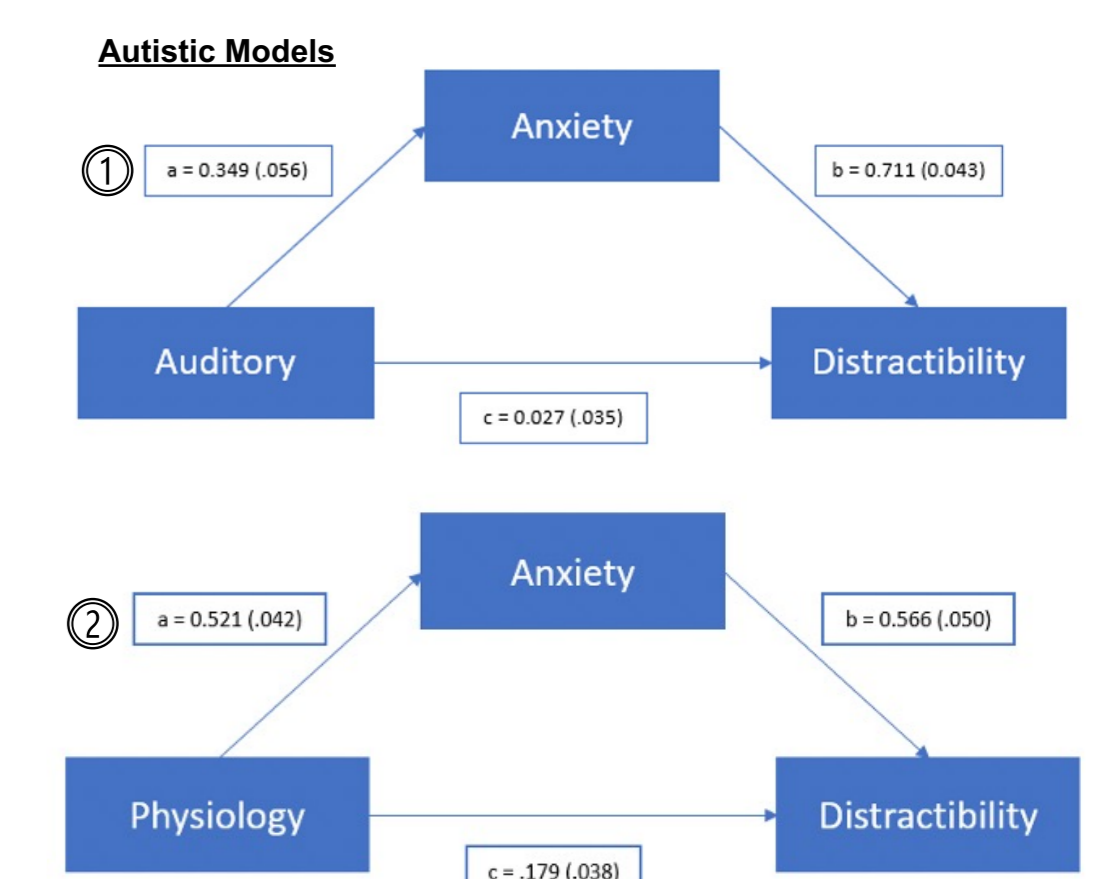 Autistic Models
Anxiety
① a = 0.349 (.056)
b = 0.711 (0.043)
Auditory
Distractibility
c = 0.027 (.035)
Anxiety
② a = 0.521 (.042)
b = 0.566 (.050)
Physiology
Distractibility
c = .179 (.038)